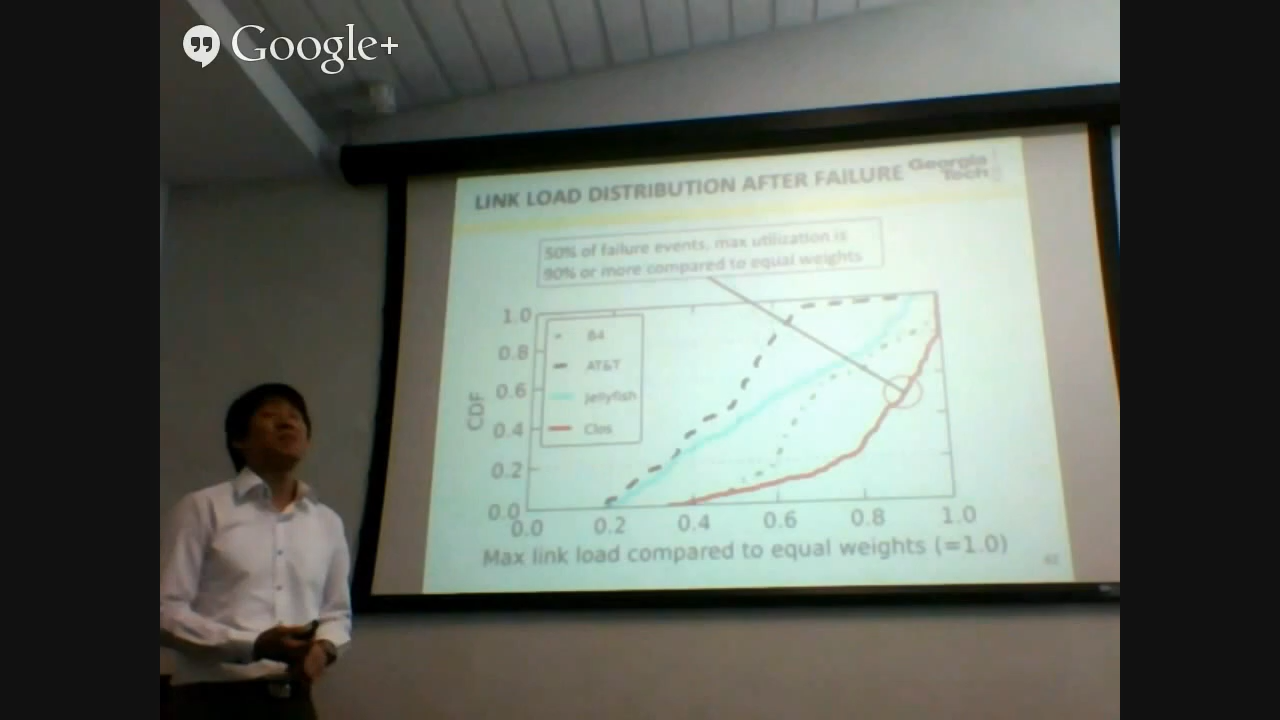 Google+
LINK LOAD DISTRIBUTION AFTER FAILURE
Georgia
Tech
50% of failure events, max utilization is
90% or more compared to equal weights
1.0
0.8
0.6
0.4
0.2
0.0
CDF
B4
AT&T
Jellyfish
Clos
0.0 0.2 0.4 0.6 0.8 1.0
Max link load compared to equal weights (=1.0)
42